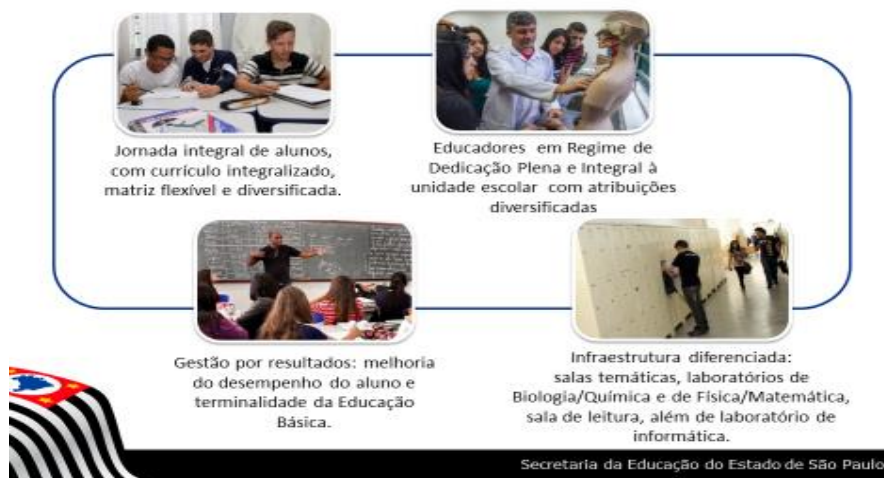 Jornada integral de alunos,
com currículo integralizado,
matriz flexível e diversificada.
Educadores em Regime de
Dedicação Plena e Integral à
unidade escolar com atribuições
diversificadas
Gestão por resultados: melhoria
do desempenho do aluno e
terminalidade da Educação
Básica.
Infraestrutura diferenciada:
salas temáticas, laboratórios de
Biologia/Química e de Física/Matemática,
sala de leitura, além de laboratório de
informática.
Secretaria da Educação do Estado de São Paulo